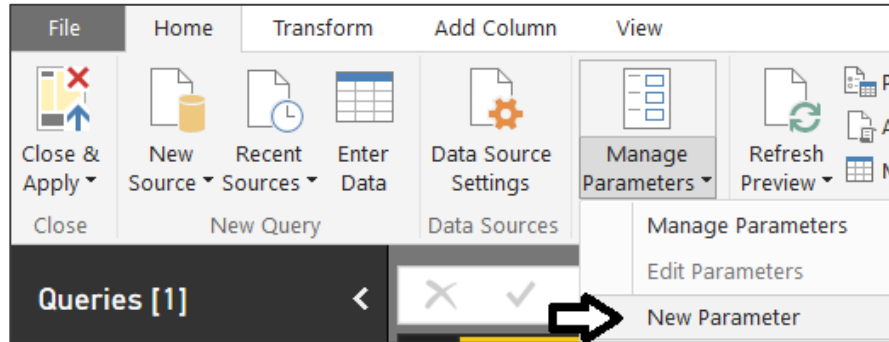 File Home Transform Add Column View
Close & New Recent Enter Data Source Manage Refresh
Apply Source Sources Data Settings Parameters Preview
Close New Query Data Sources
Manage Parameters
Edit Parameters
Queries [1]
New Parameter